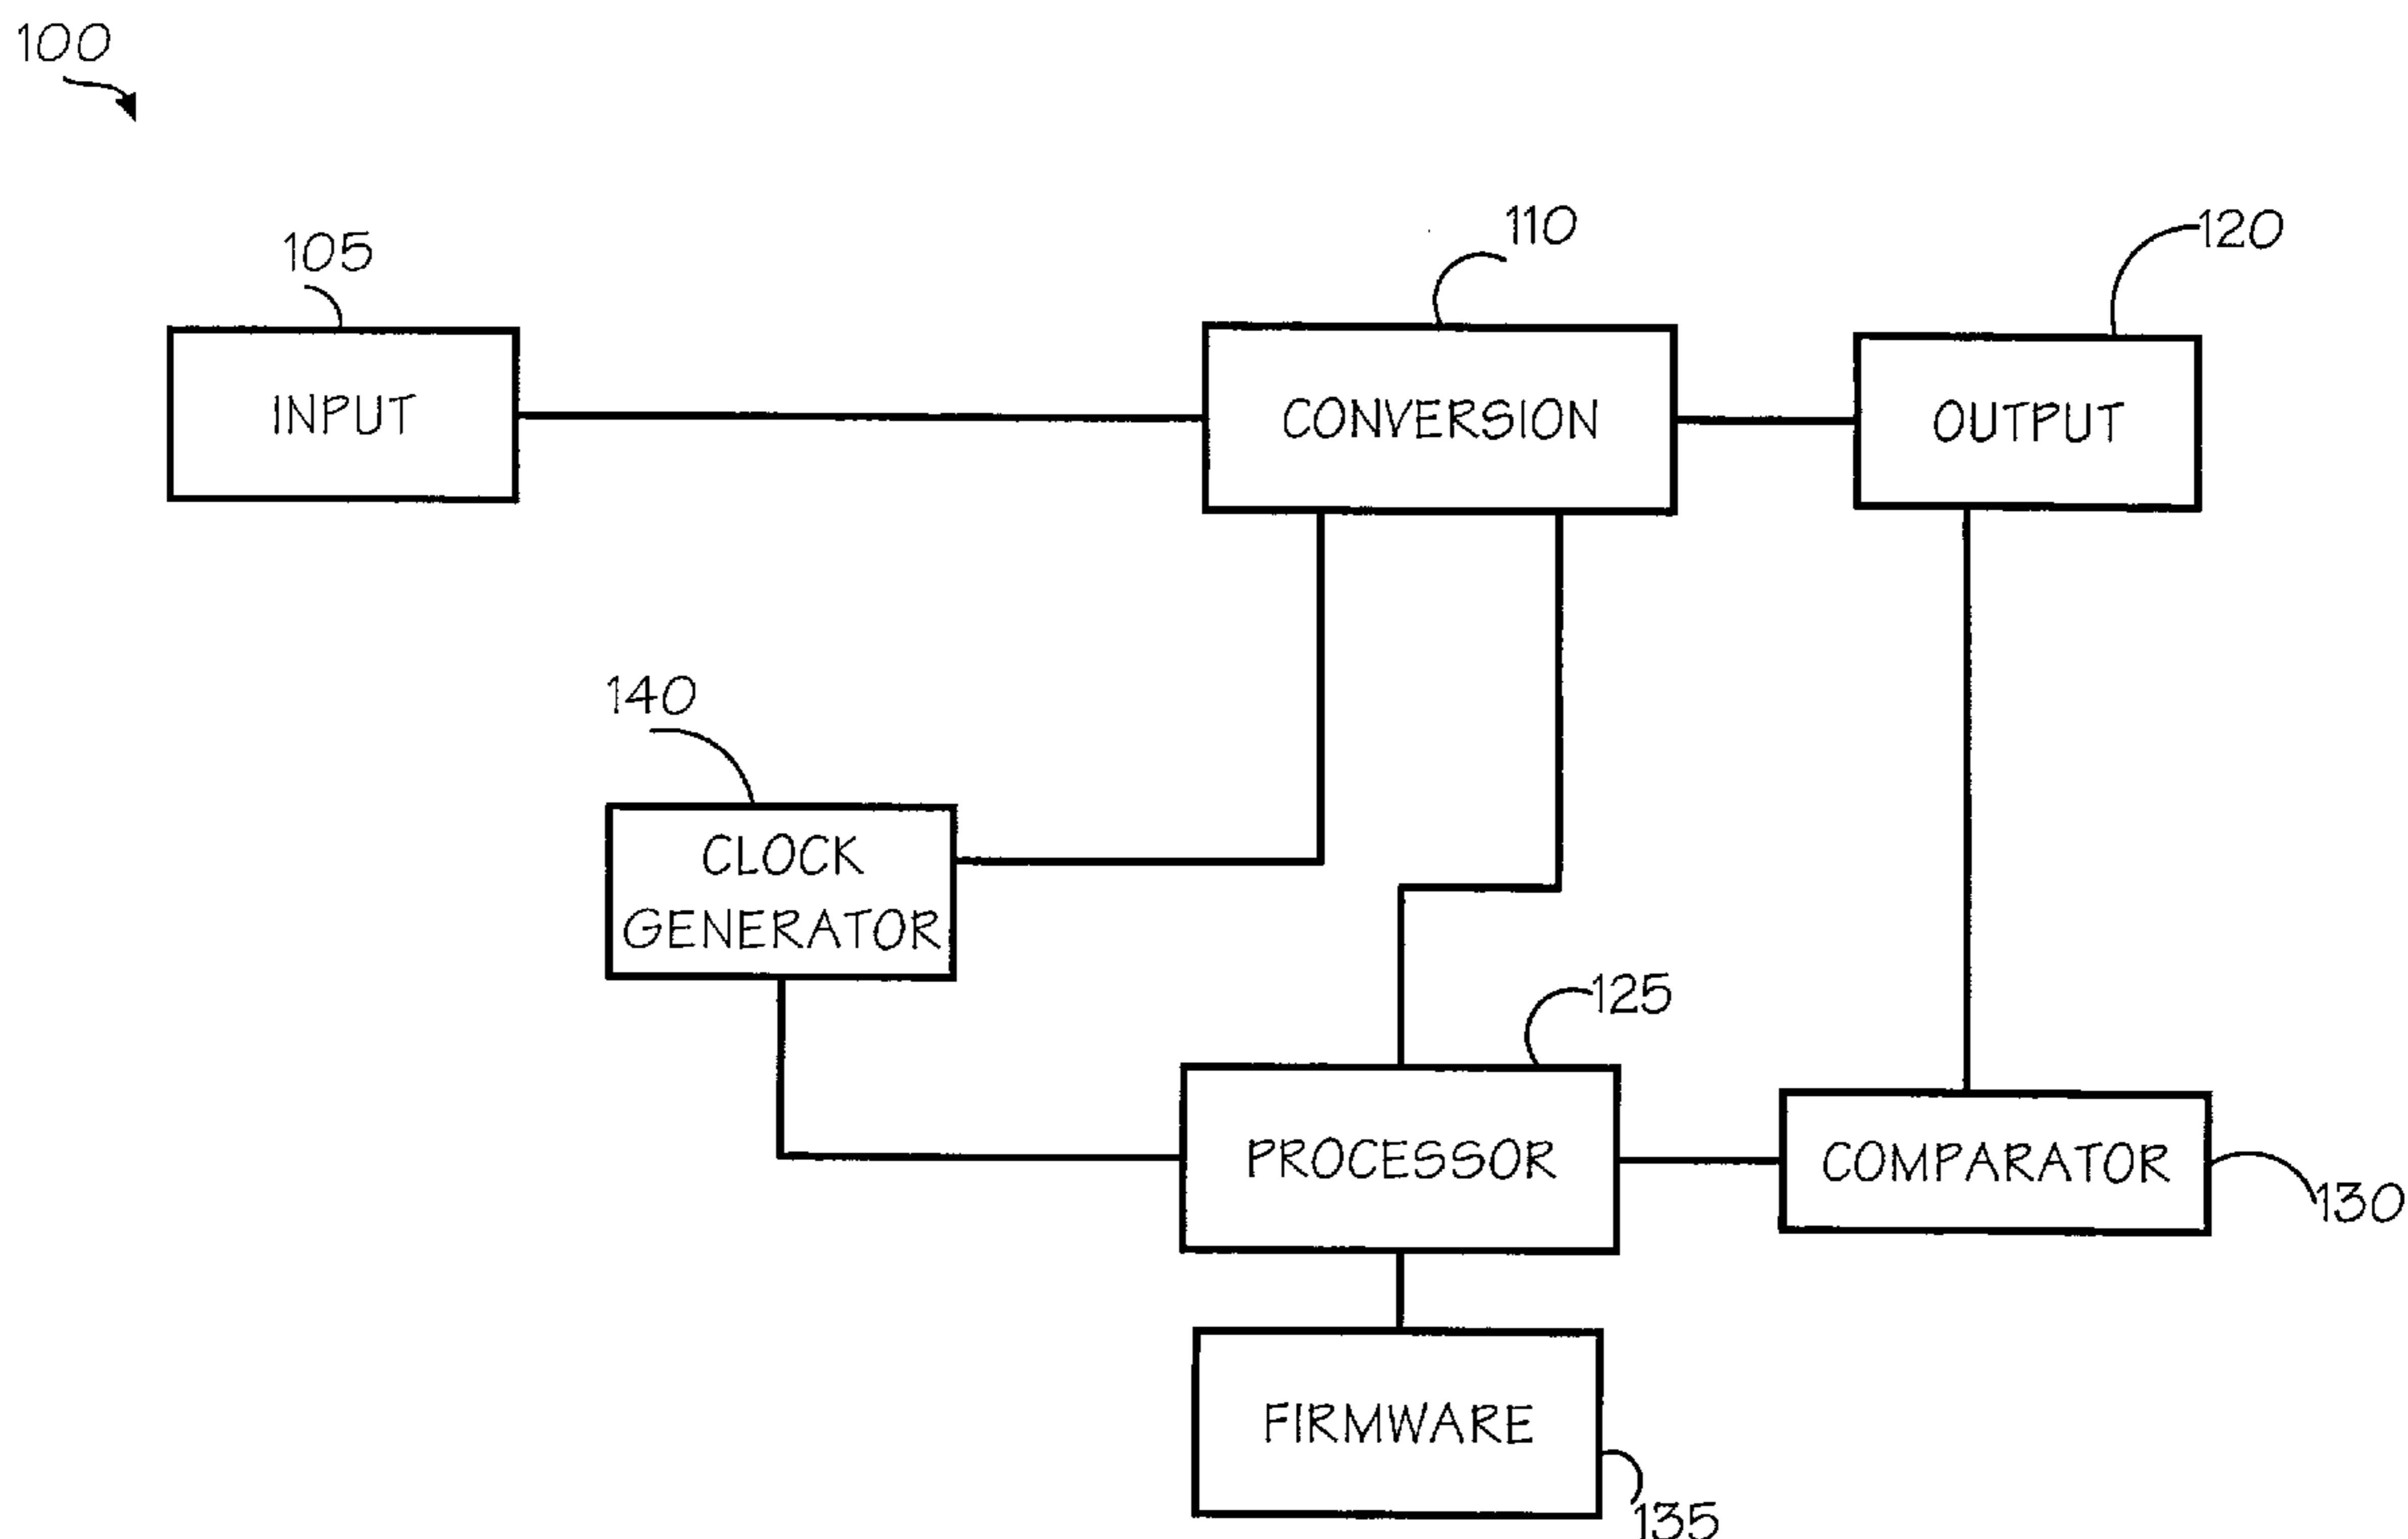 100
105
110
120
INPUT
CONVERSION
OUTPUT
140
CLOCK
GENERATOR
125
PROCESSOR
COMPARATOR
130
FIRMWARE
135